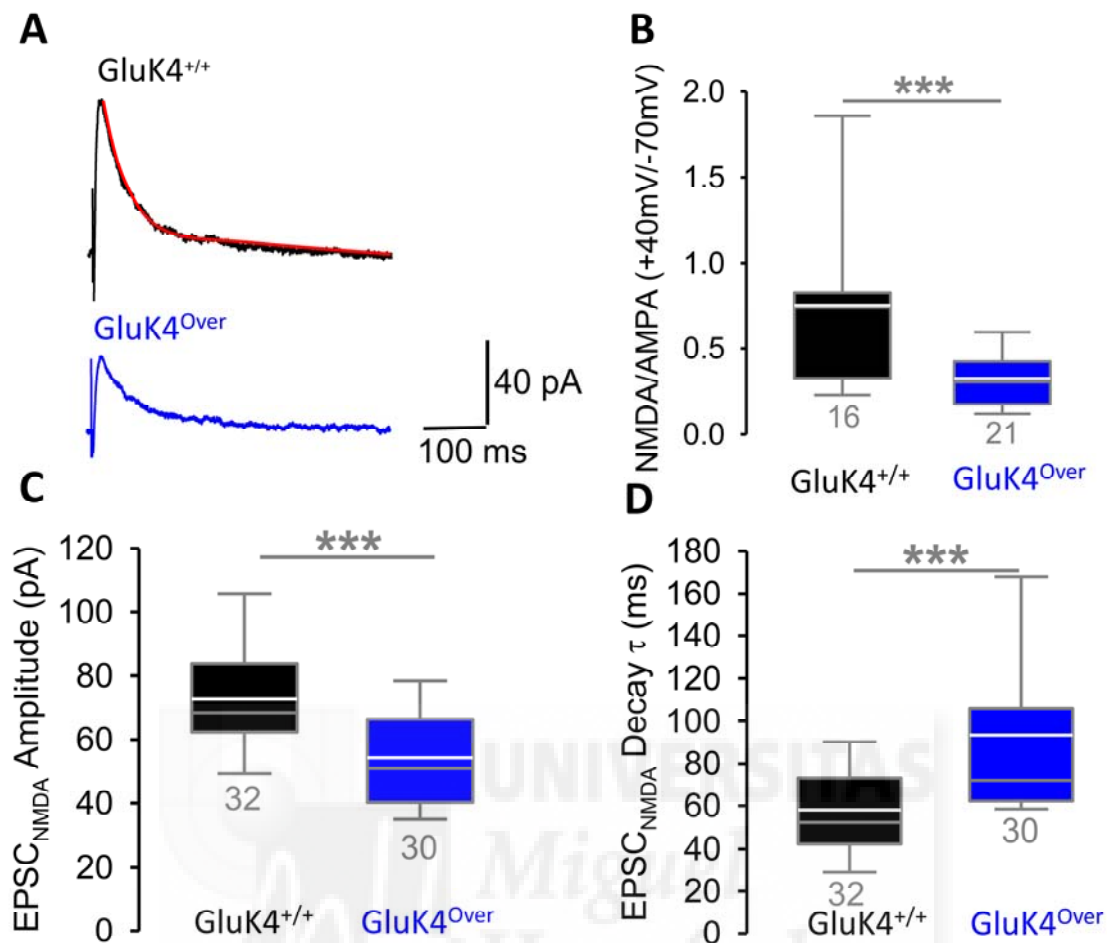 A
GluK4+/+
GluK4Over
40 pA
100 ms
B
NMDA/AMPA (+40mV/-70mV)
2.0
1.5
1.0
0.5
0.0
***
16
21
GluK4+/+
GluK4Over
C
EPSCNMDA Amplitude (pA)
120
100
80
60
40
20
0
***
32
30
GluK4+/+
GluK4Over
D
EPSCNMDA Decay τ (ms)
180
160
140
120
100
80
60
40
20
0
***
32
30
GluK4+/+
GluK4Over
UNIVERSITAS
Miguel